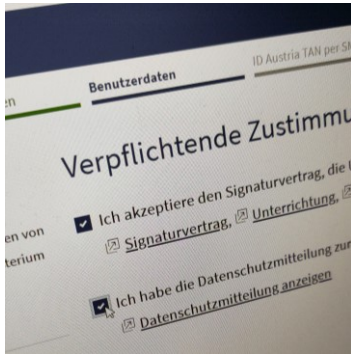 ID Austria TAN per
Benutzerdaten
Verpflichtende
Ich akzeptiere den Signaturvertrag, die
Signaturvertrag, Unterrichtung,
en von
terium
Ich habe die Datenschutzmitteilung zur
Datenschutzmitteilung anzeigen